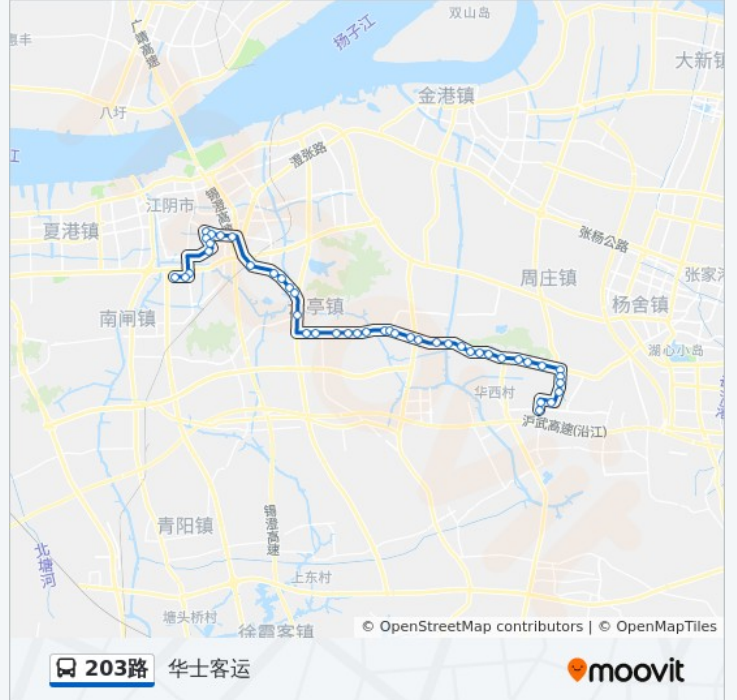 双山岛
扬子江
广靖高速
惠丰
大新镇
金港镇
八圩
江
澄张路
锡澄高速
江阴市
夏港镇
张杨公路
周庄镇
张家港
杨舍镇
南闸镇
亭镇
湖心小岛
华西村
沪武高速(沿江)
青阳镇
锡澄高速
北塘河
上东村
塘头桥村
徐霞客镇
© OpenStreetMap contributors | © OpenMapTiles
203路 华士客运
moovit